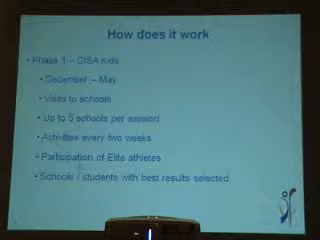 How does it work
• Phase 1 – CISA Kids
• December – May
• Visits to schools
• Up to 5 schools per session
• Activities every two weeks
– Participation of Elite athletes
• Schools / students with best results selected